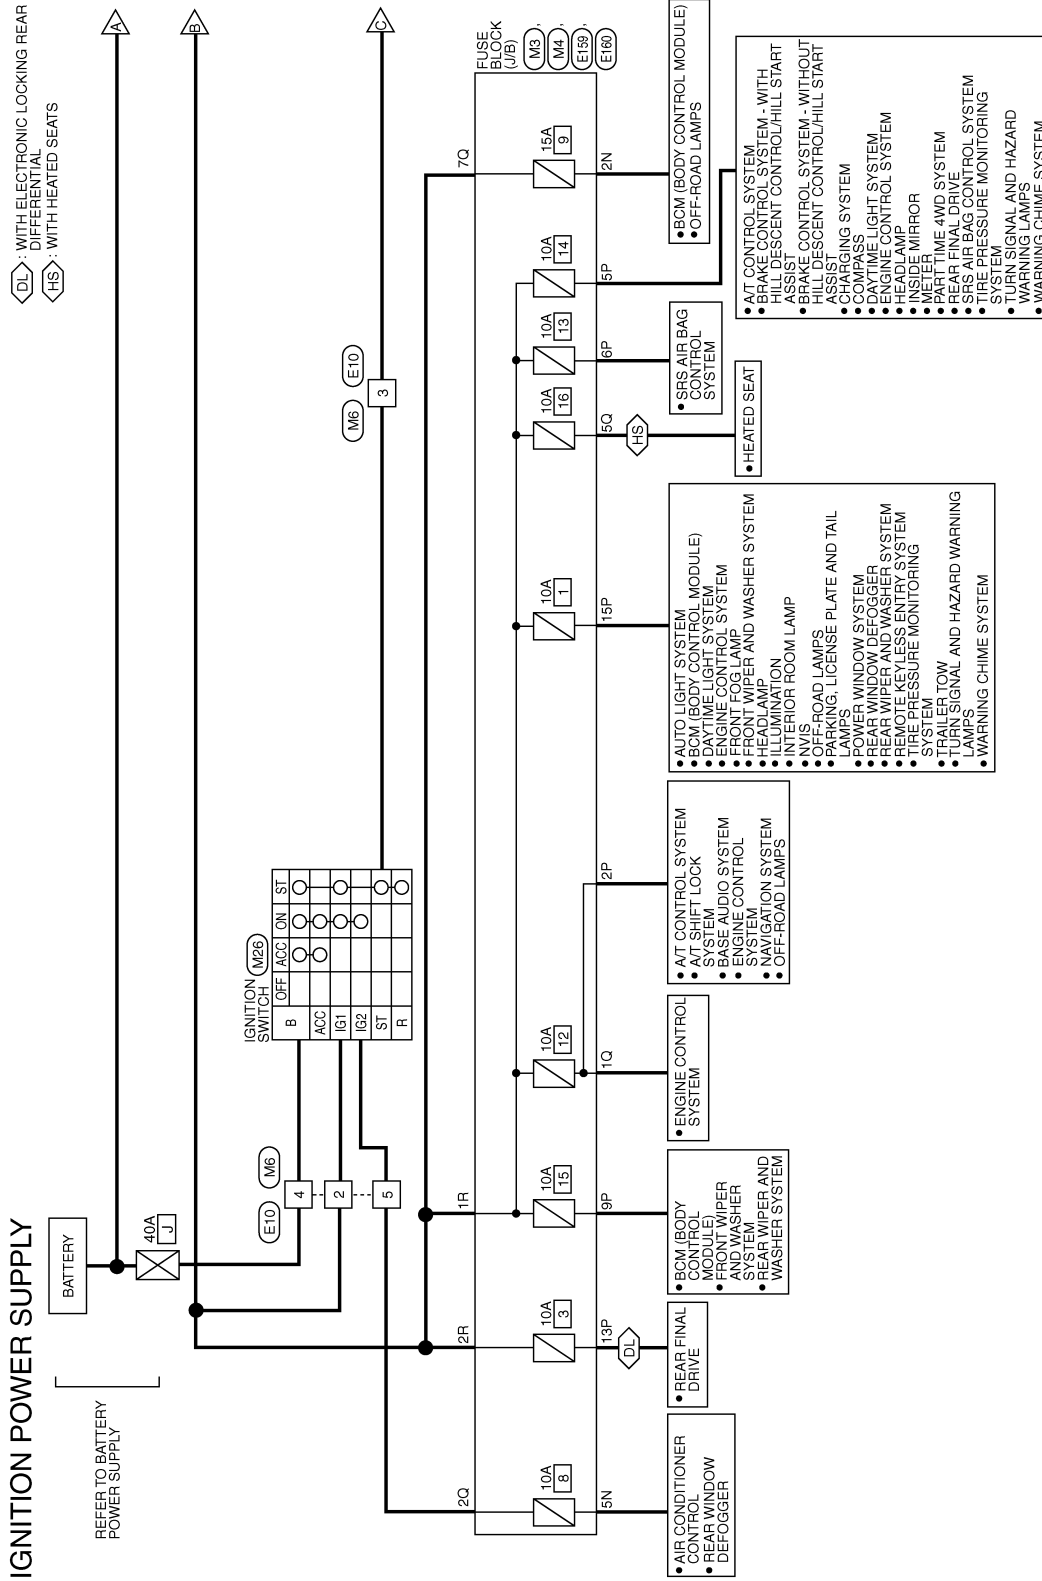 IGNITION POWER SUPPLY
REFER TO BATTERY
POWER SUPPLY
BATTERY
40A
J
DL : WITH ELECTRONIC LOCKING REAR
DIFFERENTIAL
HS : WITH HEATED SEATS
A
B
C
E10
M6
4
2
5
IGNITION
SWITCH
M26
OFF
ACC
ON
ST
B
ACC
IG1
IG2
ST
R
M6
E10
3
2Q
2R
1R
7Q
FUSE
BLOCK
(J/B)
M3 ,
M4 ,
E159 ,
E160
10A
8
10A
3
10A
15
10A
12
10A
1
10A
16
10A
13
10A
14
15A
9
5N
13P
9P
1Q
2P
15P
5Q
6P
5P
2N
DL
HS
• AIR CONDITIONER
CONTROL
• REAR WINDOW
DEFOGGER
• REAR FINAL
DRIVE
• BCM (BODY
CONTROL
MODULE)
• FRONT WIPER
AND WASHER
SYSTEM
• REAR WIPER AND
WASHER SYSTEM
• ENGINE CONTROL
SYSTEM
• A/T CONTROL SYSTEM
• A/T SHIFT LOCK
SYSTEM
• BASE AUDIO SYSTEM
• ENGINE CONTROL
SYSTEM
• NAVIGATION SYSTEM
• OFF-ROAD LAMPS
• AUTO LIGHT SYSTEM
• BCM (BODY CONTROL MODULE)
• DAYTIME LIGHT SYSTEM
• ENGINE CONTROL SYSTEM
• FRONT FOG LAMP
• FRONT WIPER AND WASHER SYSTEM
• HEADLAMP
• ILLUMINATION
• INTERIOR ROOM LAMP
• NVIS
• OFF-ROAD LAMPS
• PARKING, LICENSE PLATE AND TAIL
LAMPS
• POWER WINDOW SYSTEM
• REAR WINDOW DEFOGGER
• REAR WIPER AND WASHER SYSTEM
• REMOTE KEYLESS ENTRY SYSTEM
• TIRE PRESSURE MONITORING
SYSTEM
• TRAILER TOW
• TURN SIGNAL AND HAZARD WARNING
LAMPS
• WARNING CHIME SYSTEM
• HEATED SEAT
• SRS AIR BAG
CONTROL
SYSTEM
• A/T CONTROL SYSTEM
• BRAKE CONTROL SYSTEM - WITH
HILL DESCENT CONTROL/HILL START
ASSIST
• BRAKE CONTROL SYSTEM - WITHOUT
HILL DESCENT CONTROL/HILL START
ASSIST
• CHARGING SYSTEM
• COMPASS
• DAYTIME LIGHT SYSTEM
• ENGINE CONTROL SYSTEM
• HEADLAMP
• INSIDE MIRROR
• METER
• PART TIME 4WD SYSTEM
• REAR FINAL DRIVE
• SRS AIR BAG CONTROL SYSTEM
• TIRE PRESSURE MONITORING
SYSTEM
• TURN SIGNAL AND HAZARD
WARNING LAMPS
• WARNING CHIME SYSTEM
• BCM (BODY CONTROL MODULE)
• OFF-ROAD LAMPS